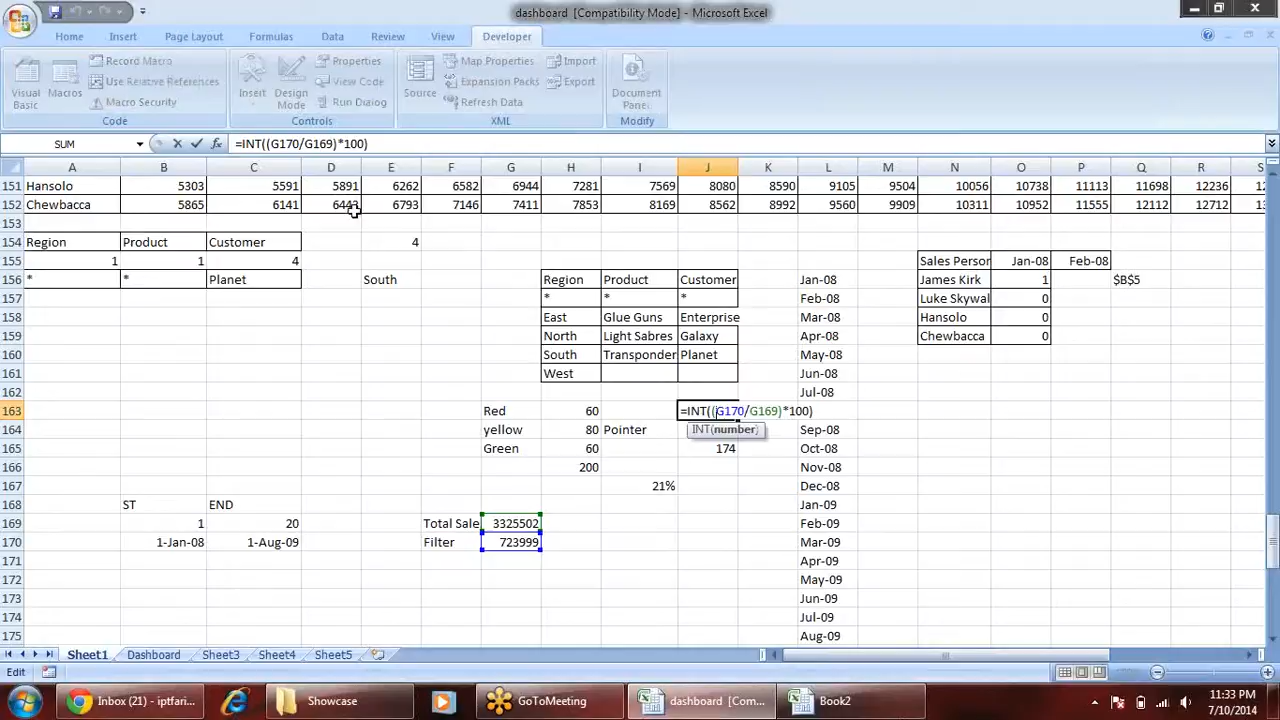 dashboard [Compatibility Mode] - Microsoft Excel
Home Insert Page Layout Formulas Data Review View Developer
Visual Basic Macros Record Macro Use Relative References Macro Security Insert Design Mode Properties View Code Run Dialog Source Map Properties Expansion Packs Refresh Data Import Export Document Panel
Code Controls XML Modify
SUM =INT((G170/G169)*100)
A B C D E F G H I J K L M N O P Q R S
151 Hansolo 5303 5591 5891 6262 6582 6944 7281 7569 8080 8590 9105 9504 10056 10738 11113 11698 12236 12
152 Chewbacca 5865 6141 6443 6793 7146 7411 7853 8169 8562 8992 9560 9909 10311 10952 11555 12112 12712 13
153
154 Region Product Customer 4
155 1 1 4 Sales Person Jan-08 Feb-08
156 * * Planet South Region Product Customer Jan-08 James Kirk 1 $B$5
157 * * * Feb-08 Luke Skywal 0
158 East Glue Guns Enterprise Mar-08 Hansolo 0
159 North Light Sabres Galaxy Apr-08 Chewbacca 0
160 South Transponder Planet May-08
161 West Jun-08
162 Jul-08
163 Red 60 =INT((G170/G169)*100)
164 yellow 80 Pointer INT(number) Sep-08
165 Green 60 174 Oct-08
166 200 Nov-08
167 21% Dec-08
168 ST END Jan-09
169 1 20 Total Sale 3325502 Feb-09
170 1-Jan-08 1-Aug-09 Filter 723999 Mar-09
171 Apr-09
172 May-09
173 Jun-09
174 Jul-09
175 Aug-09
Sheet1 Dashboard Sheet3 Sheet4 Sheet5
Edit
Inbox (21) - iptfari... Showcase GoToMeeting dashboard [Com... Book2 11:33 PM
7/10/2014